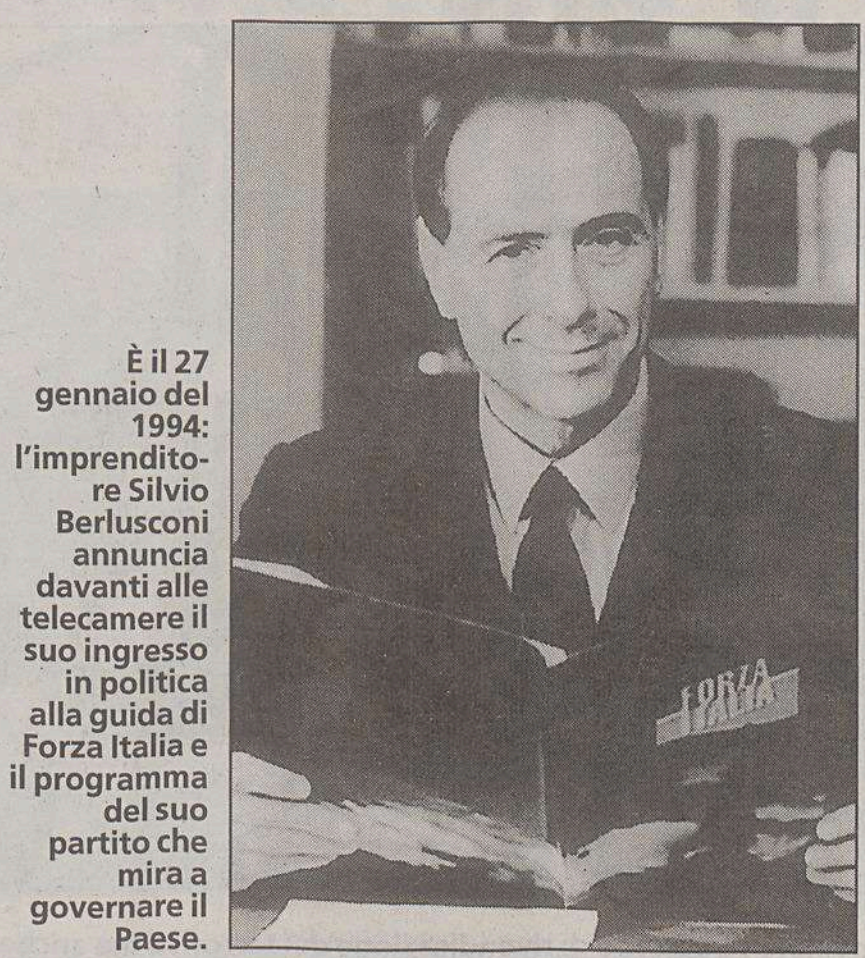 È il 27
gennaio del
1994:
l'imprendito-
re Silvio
Berlusconi
annuncia
davanti alle
telecamere il
suo ingresso
in politica
alla guida di
Forza Italia e
il programma
del suo
partito che
mira a
governare il
Paese.
FORZA
ITALIA